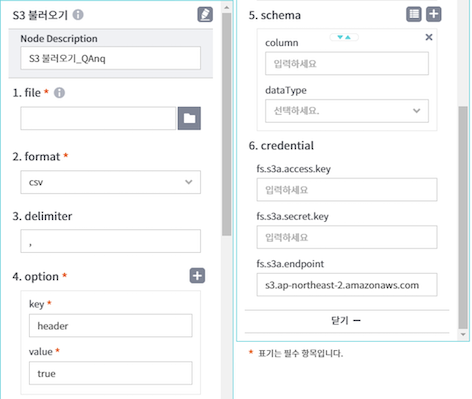 S3 불러오기
Node Description
S3 불러오기_QAnq
1. file *
2. format *
csv
3. delimiter
,
4. option *
key *
header
value *
true
5. schema
column
입력하세요
dataType
선택하세요.
6. credential
fs.s3a.access.key
입력하세요
fs.s3a.secret.key
입력하세요
fs.s3a.endpoint
s3.ap-northeast-2.amazonaws.com
닫기 −
* 표기는 필수 항목입니다.